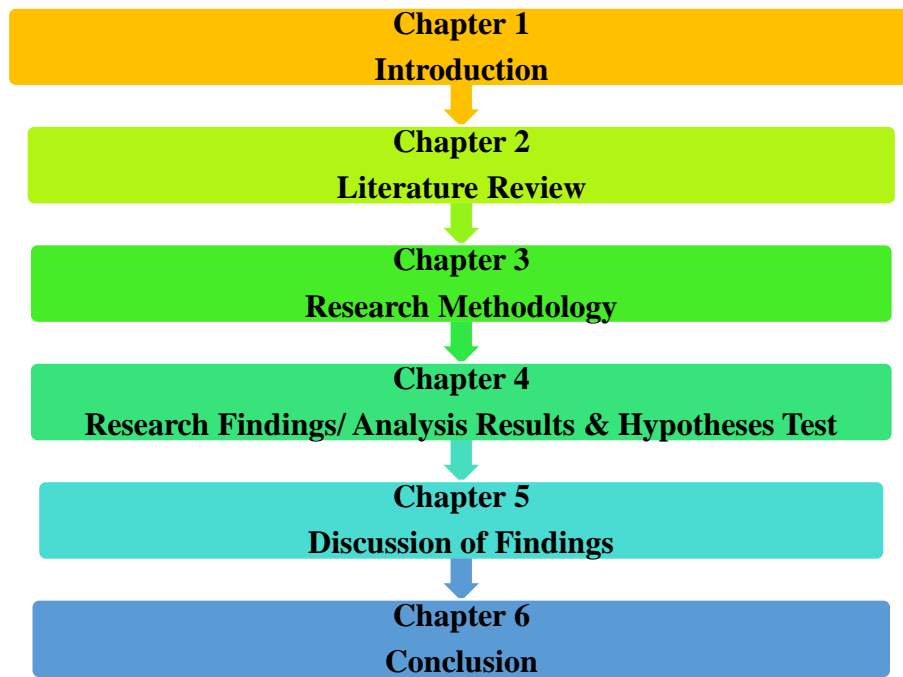 Chapter 1
Introduction
Chapter 2
Literature Review
Chapter 3
Research Methodology
Chapter 4
Research Findings/ Analysis Results & Hypotheses Test
Chapter 5
Discussion of Findings
Chapter 6
Conclusion